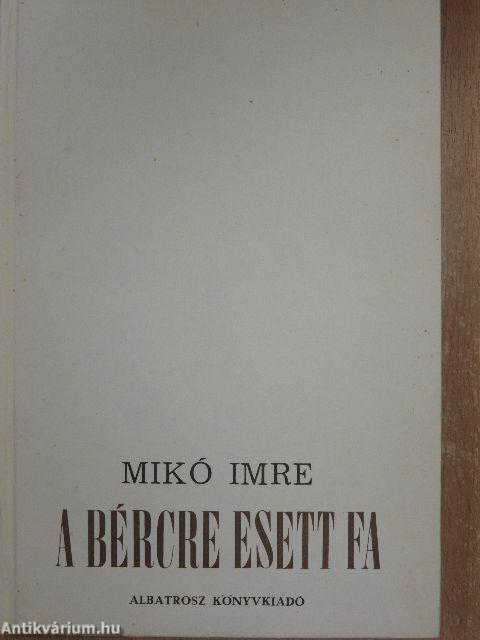 MIKÓ IMRE
A BÉRCRE ESETT FA
ALBATROSZ KÖNYVKIADÓ
Antikvárium.hu